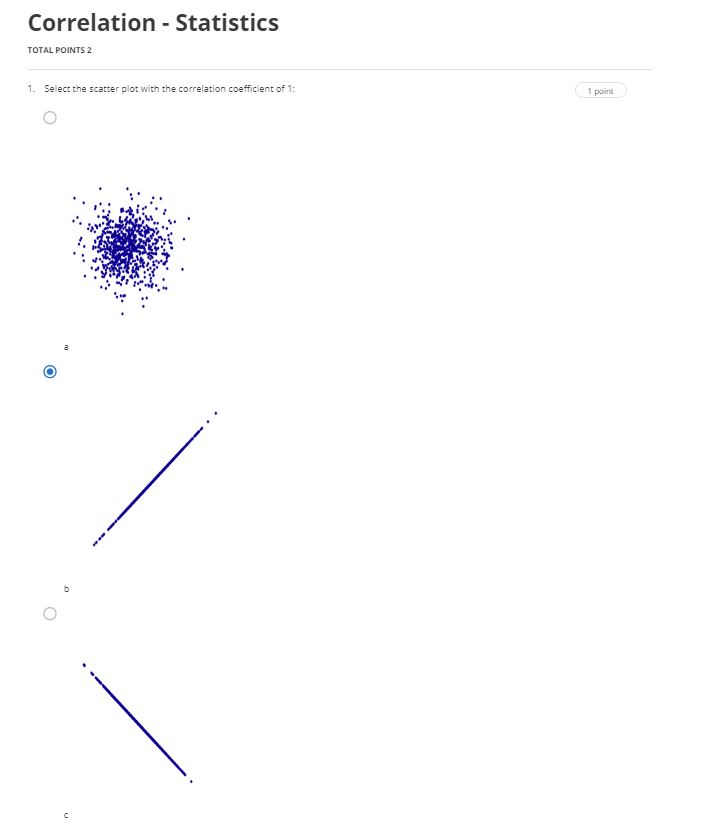 Correlation - Statistics
TOTAL POINTS 2
1. Select the scatter plot with the correlation coefficient of 1:
1 point
a
b
c